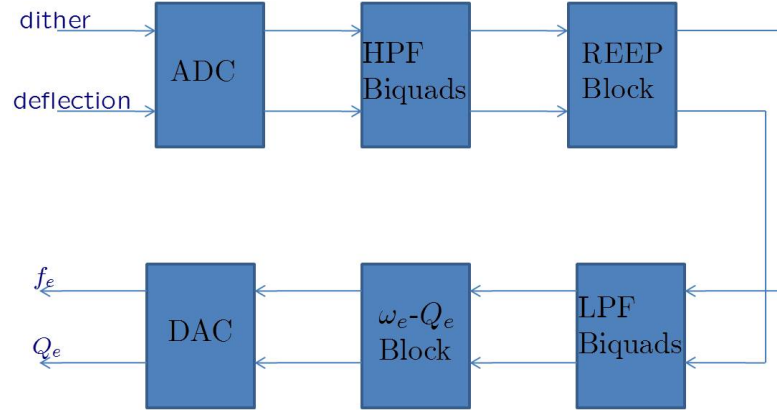 dither
deflection
ADC
HPF
Biquads
REEP
Block
fₑ
Qₑ
DAC
ωₑ-Qₑ
Block
LPF
Biquads